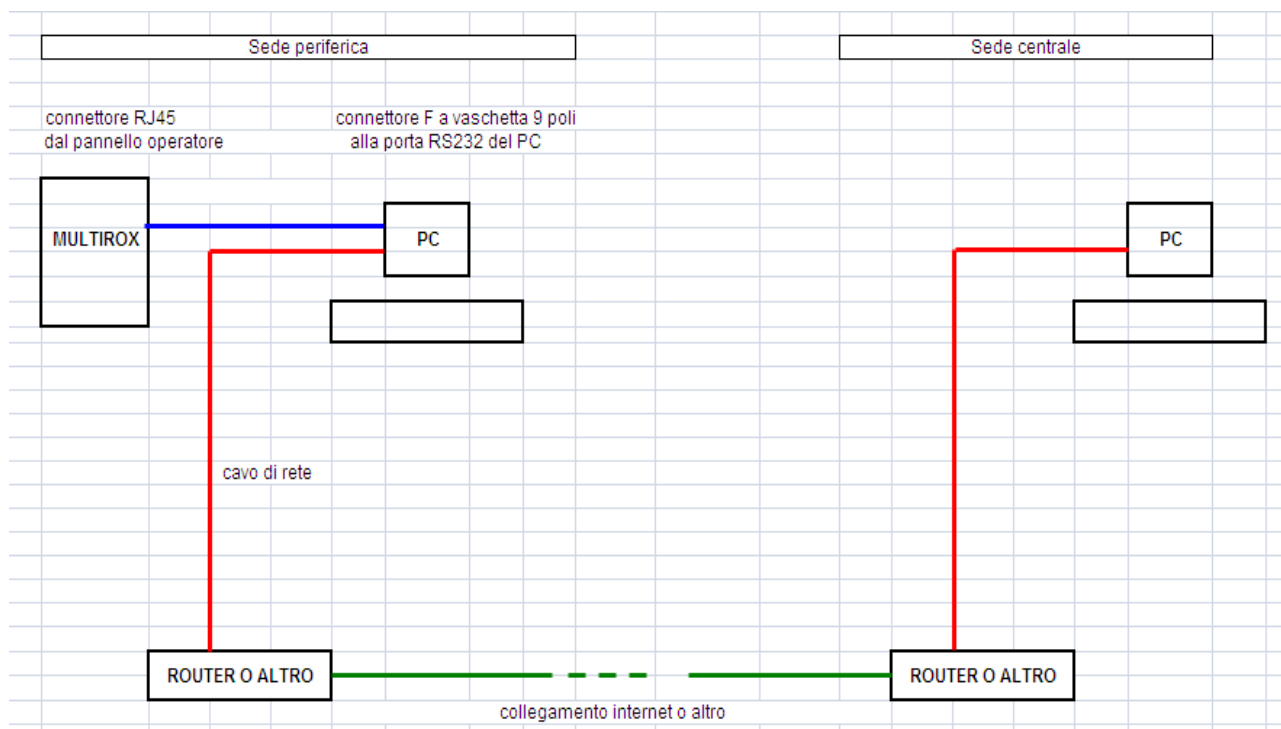 Sede periferica
Sede centrale
connettore RJ45
dal pannello operatore
connettore F a vaschetta 9 poli
alla porta RS232 del PC
MULTIROX
PC
PC
cavo di rete
ROUTER O ALTRO
ROUTER O ALTRO
collegamento internet o altro